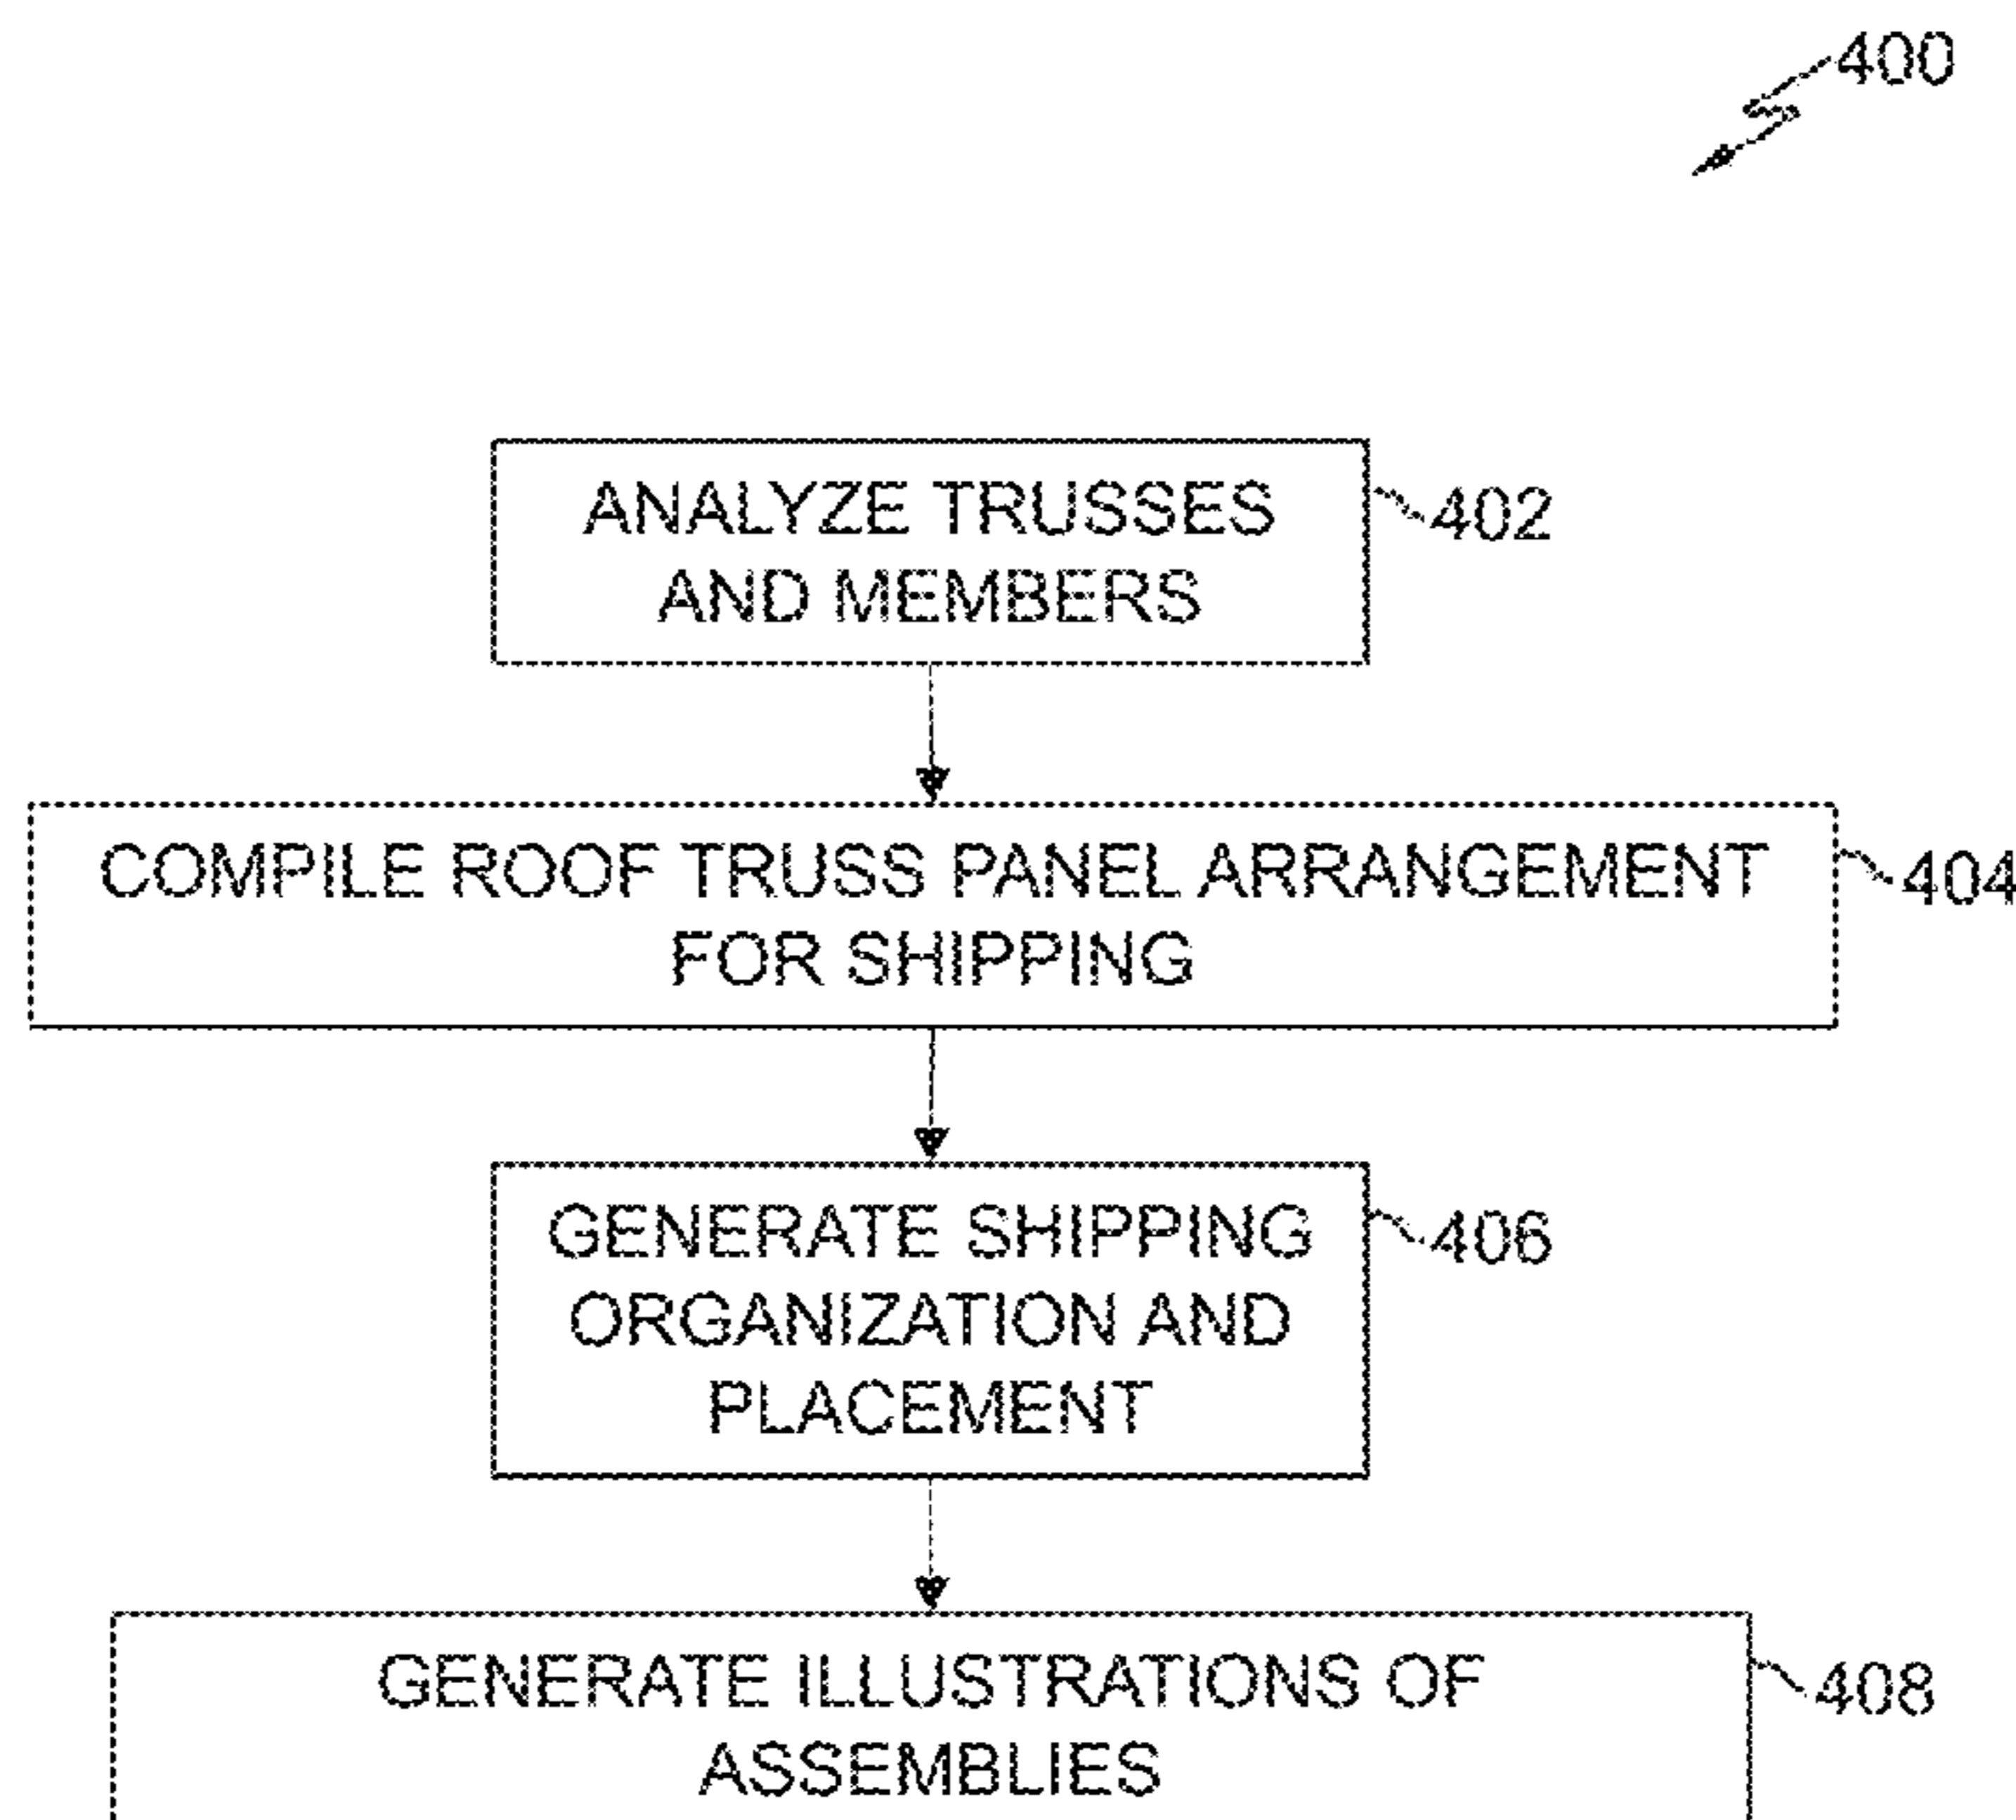 400
ANALYZE TRUSSES
AND MEMBERS
402
COMPILE ROOF TRUSS PANEL ARRANGEMENT
FOR SHIPPING
404
GENERATE SHIPPING
ORGANIZATION AND
PLACEMENT
406
GENERATE ILLUSTRATIONS OF
ASSEMBLIES
408